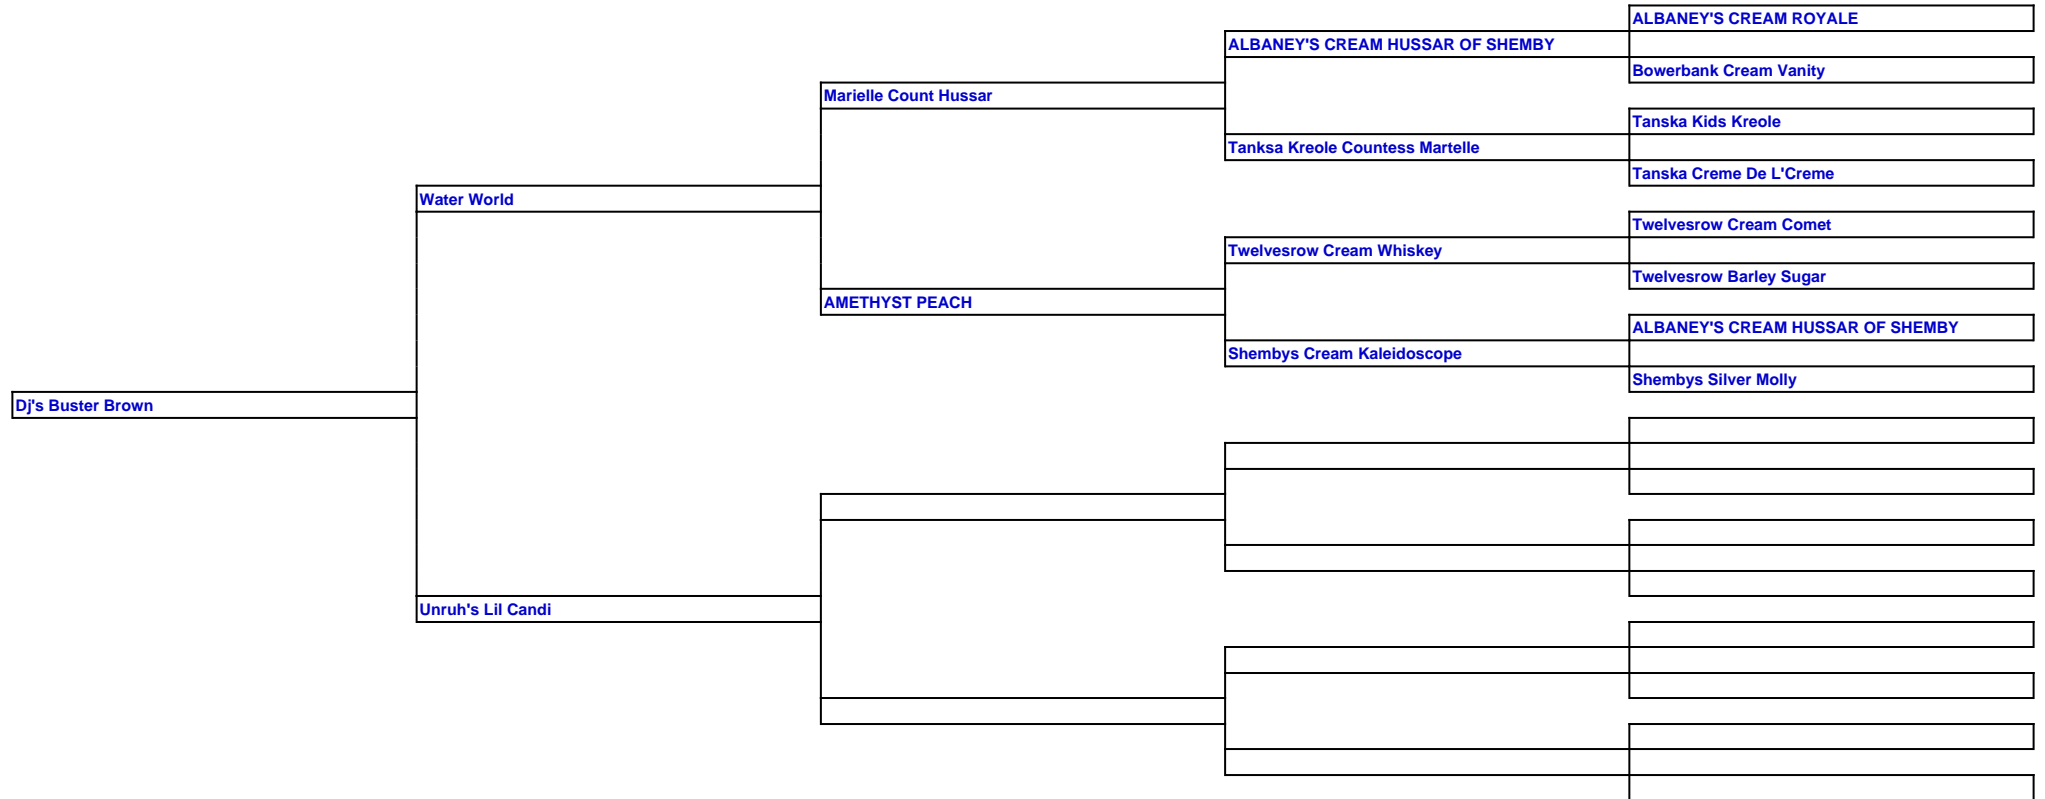 ALBANEY'S CREAM ROYALE
ALBANEY'S CREAM HUSSAR OF SHEMBY
Bowerbank Cream Vanity
Marielle Count Hussar
Tanska Kids Kreole
Tanksa Kreole Countess Martelle
Tanska Creme De L'Creme
Water World
Twelvesrow Cream Comet
Twelvesrow Cream Whiskey
Twelvesrow Barley Sugar
AMETHYST PEACH
ALBANEY'S CREAM HUSSAR OF SHEMBY
Shembys Cream Kaleidoscope
Shembys Silver Molly
Dj's Buster Brown
Unruh's Lil Candi